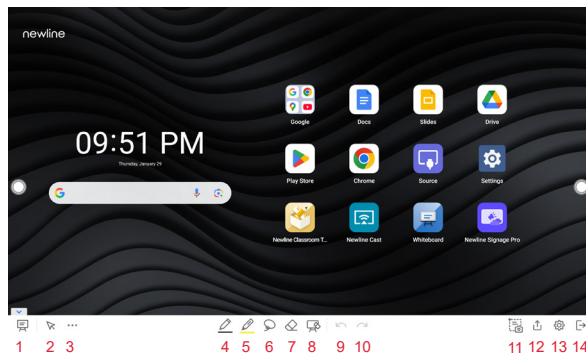 newline
09:51 PM
Thursday, January 29
Google
Docs
Slides
Drive
Play Store
Chrome
Source
Settings
Newline Classroom T...
Newline Cast
Whiteboard
Newline Signage Pro
1 2 3 4 5 6 7 8 9 10 11 12 13 14